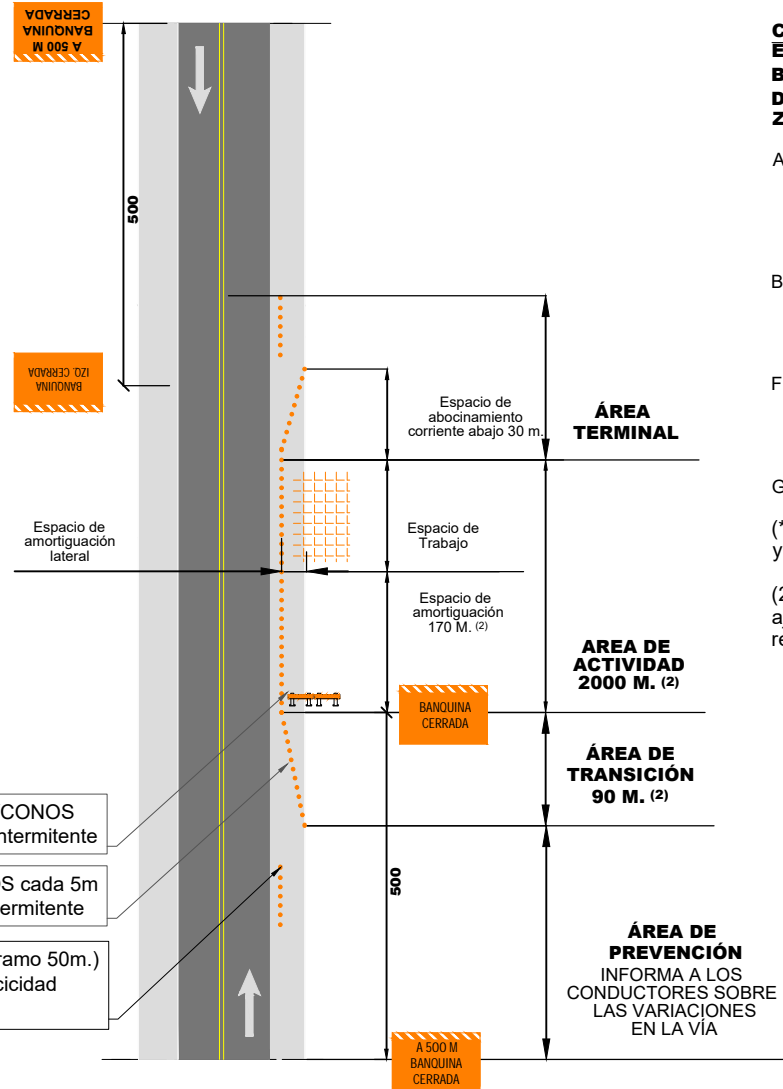 A 500 M
BANQUINA
CERRADA
500
BANQUINA
IZQ. CERRADA
Espacio de
abocinamiento
corriente abajo 30 m.
ÁREA
TERMINAL
Espacio de
amortiguación
lateral
Espacio de
Trabajo
Espacio de
amortiguación
170 M. (2)
AREA DE
ACTIVIDAD
2000 M. (2)
BANQUINA
CERRADA
ÁREA DE
TRANSICIÓN
90 M. (2)
CONOS
ntermitente
OS cada 5m
ermitente
ramo 50m.)
cicidad
500
ÁREA DE
PREVENCIÓN
INFORMA A LOS
CONDUCTORES SOBRE
LAS VARIACIONES
EN LA VÍA
A 500 M
BANQUINA
CERRADA
C
E
B
D
Z
A
B
F
G
(*
y
(2
a
re